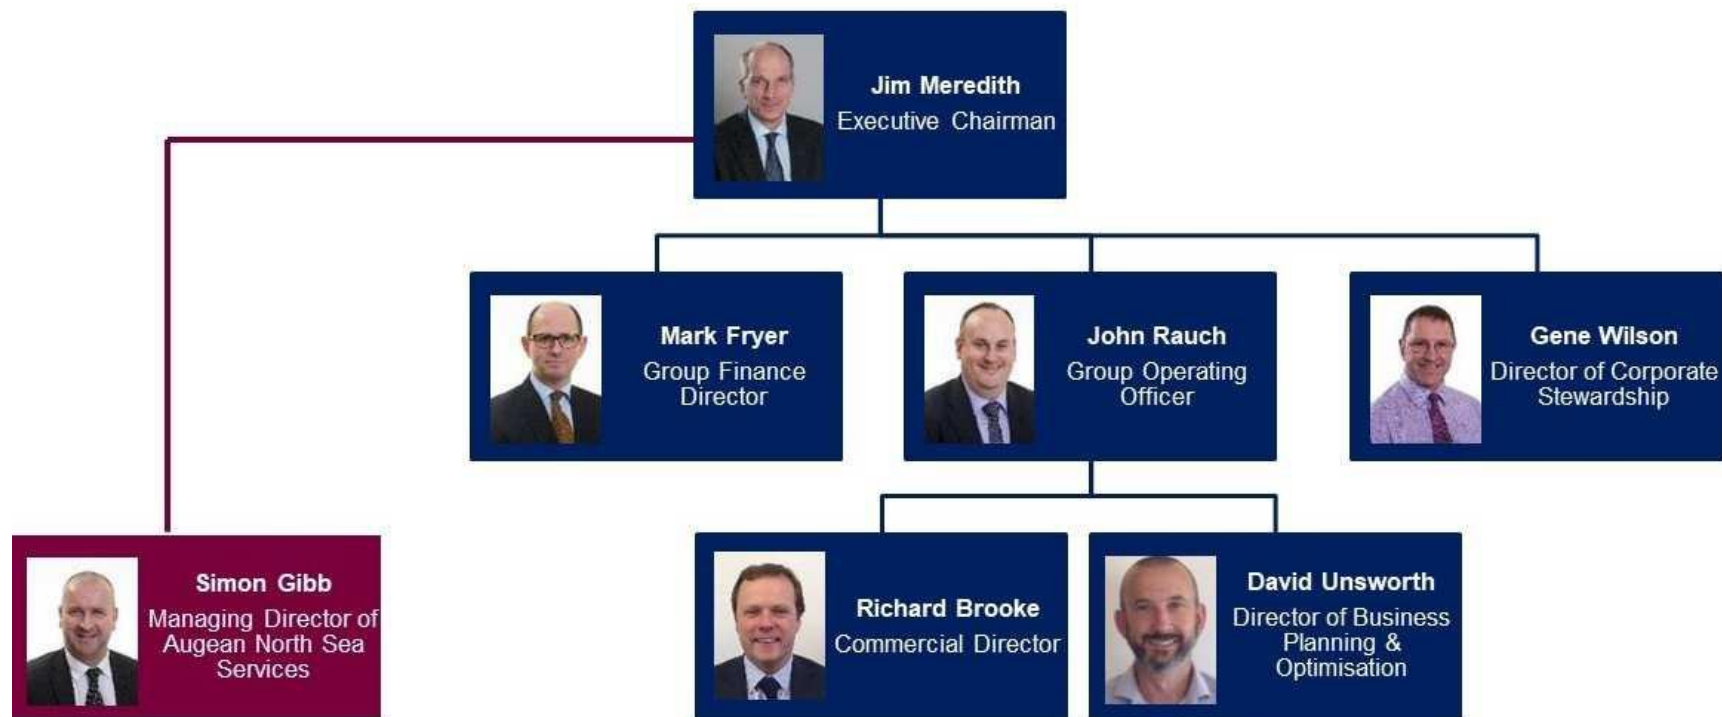 Jim Meredith
Executive Chairman
Mark Fryer
Group Finance
Director
John Rauch
Group Operating
Officer
Gene Wilson
Director of Corporate
Stewardship
Simon Gibb
Managing Director of
Augean North Sea
Services
Richard Brooke
Commercial Director
David Unsworth
Director of Business
Planning &
Optimisation